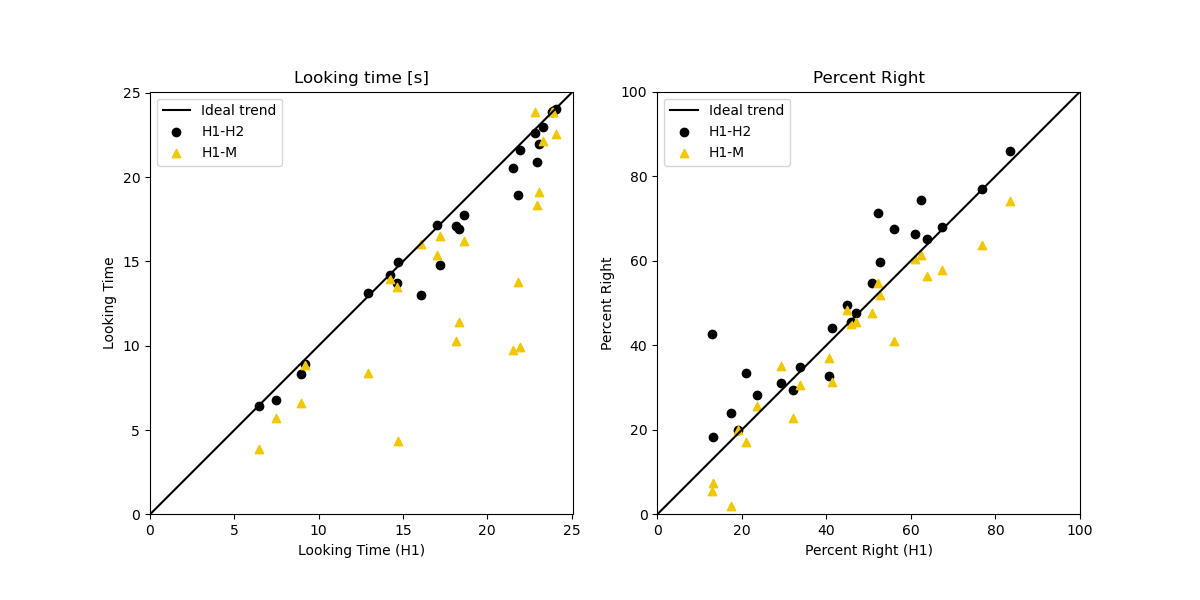 Looking time [s]
Looking Time
25
20
15
10
5
0
Ideal trend
H1-H2
H1-M
0 5 10 15 20 25
Looking Time (H1)
Percent Right
Percent Right
100
80
60
40
20
0
Ideal trend
H1-H2
H1-M
0 20 40 60 80 100
Percent Right (H1)